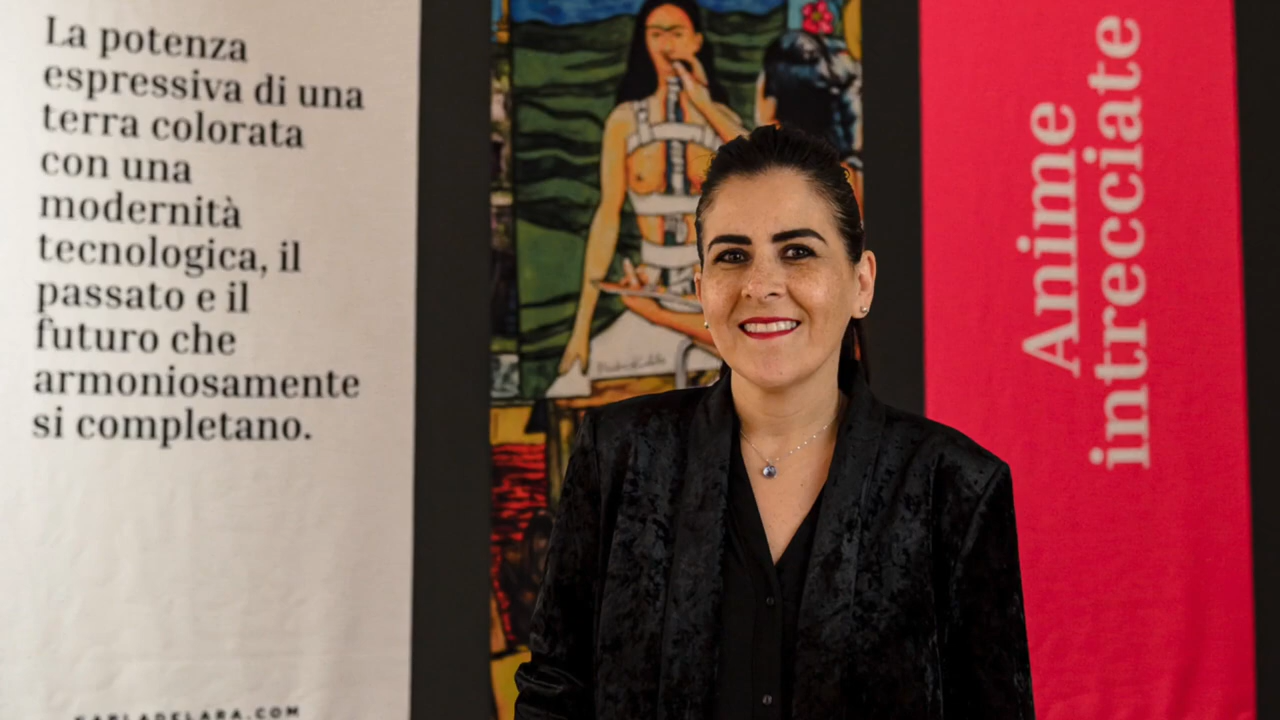 La potenza
espressiva di una
terra colorata
con una
modernità
tecnologica, il
passato e il
futuro che
armoniosamente
si completano.
Anime
intrecciate